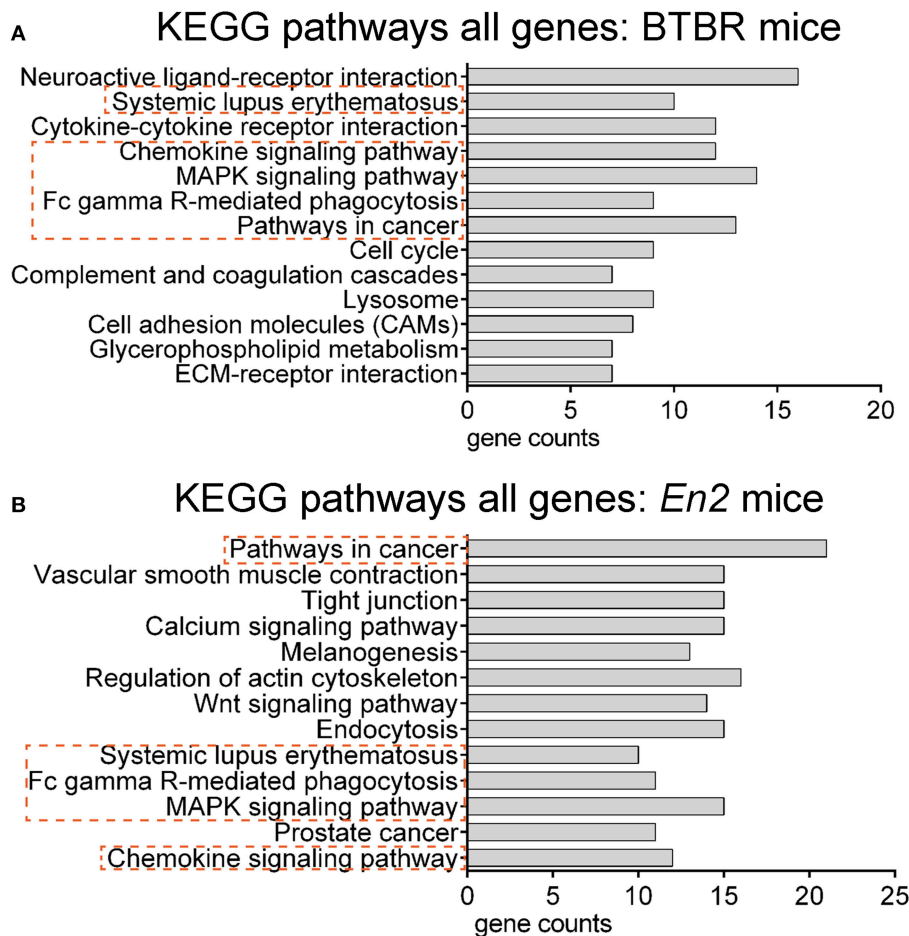 A
KEGG pathways all genes: BTBR mice
Neuroactive ligand-receptor interaction
Systemic lupus erythematosus
Cytokine-cytokine receptor interaction
Chemokine signaling pathway
MAPK signaling pathway
Fc gamma R-mediated phagocytosis
Pathways in cancer
Cell cycle
Complement and coagulation cascades
Lysosome
Cell adhesion molecules (CAMs)
Glycerophospholipid metabolism
ECM-receptor interaction
0 5 10 15 20
gene counts
B
KEGG pathways all genes: En2 mice
Pathways in cancer
Vascular smooth muscle contraction
Tight junction
Calcium signaling pathway
Melanogenesis
Regulation of actin cytoskeleton
Wnt signaling pathway
Endocytosis
Systemic lupus erythematosus
Fc gamma R-mediated phagocytosis
MAPK signaling pathway
Prostate cancer
Chemokine signaling pathway
0 5 10 15 20 25
gene counts